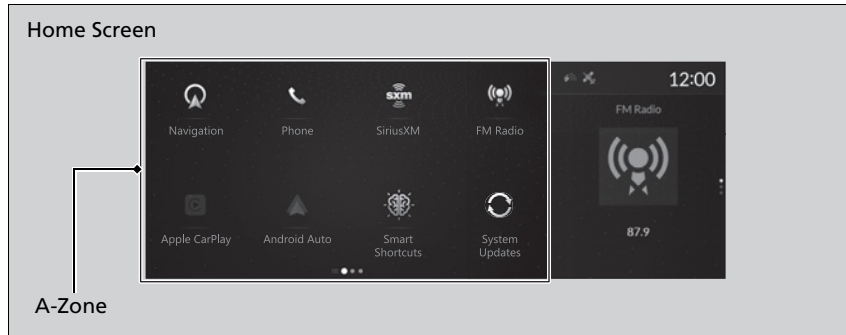 Home Screen
12:00
Navigation
Phone
sxm
SiriusXM
FM Radio
FM Radio
Apple CarPlay
Android Auto
Smart
Shortcuts
System
Updates
87.9
A-Zone